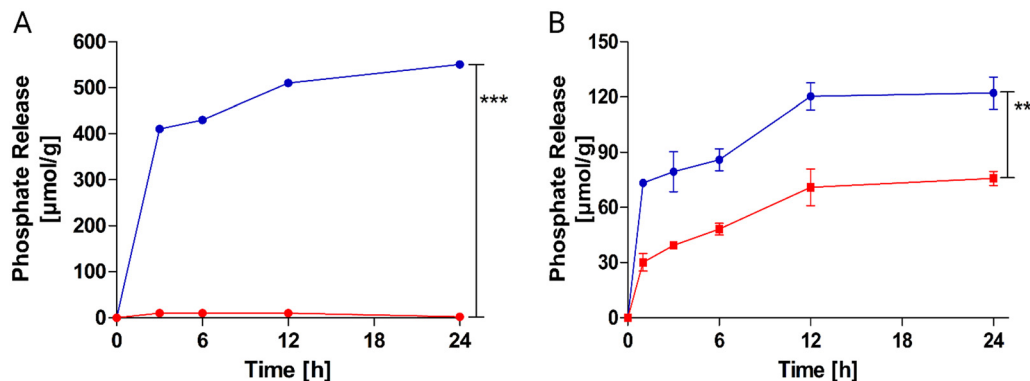 A
Phosphate Release
[µmol/g]
600
500
400
300
200
100
0
0 6 12 18 24
Time [h]
***
B
Phosphate Release
[µmol/g]
150
120
90
60
30
0
0 6 12 18 24
Time [h]
**